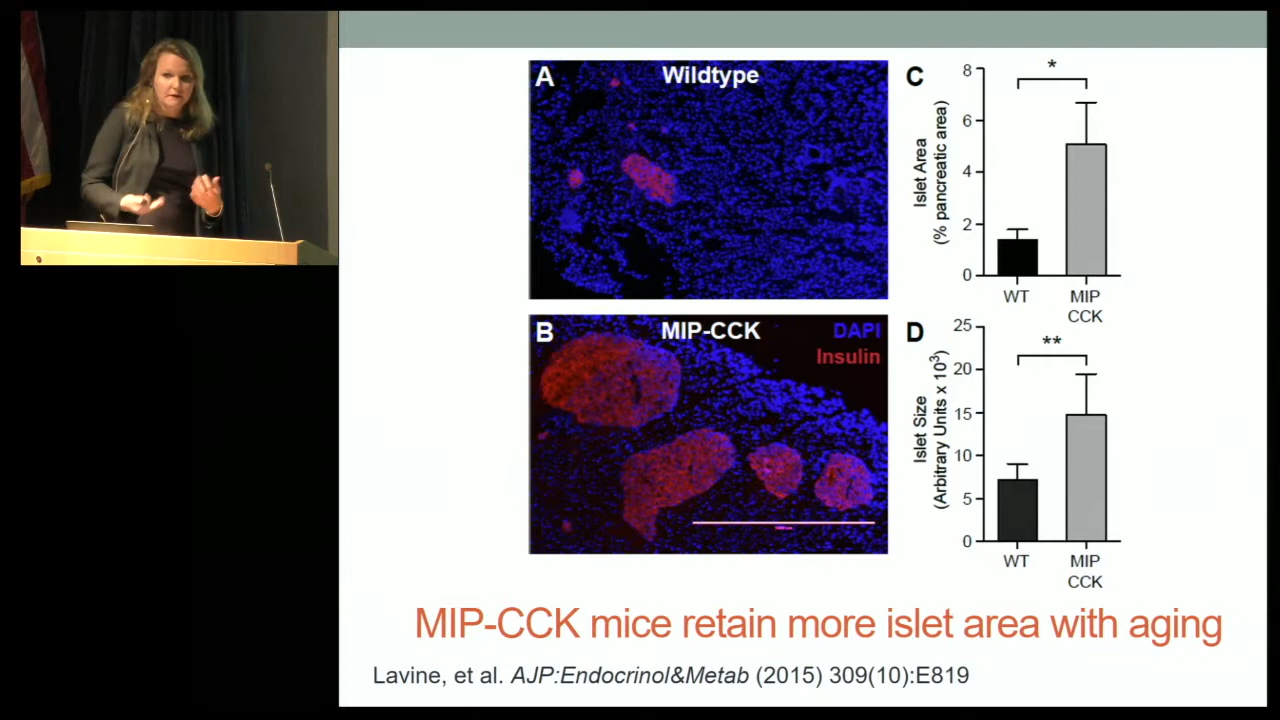 A
Wildtype
B
MIP-CCK
DAPI
Insulin
C
8
6
4
2
0
Islet Area
(% pancreatic area)
*
WT
MIP
CCK
D
25
20
15
10
5
0
Islet Size
(Arbitrary Units x 10³)
**
WT
MIP
CCK
MIP-CCK mice retain more islet area with aging
Lavine, et al. AJP:Endocrinol&Metab (2015) 309(10):E819